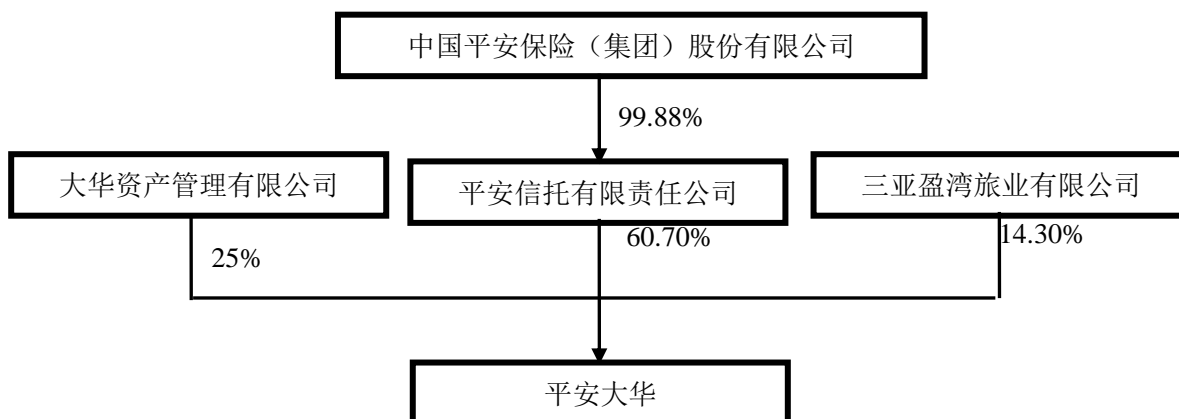 中国平安保险（集团）股份有限公司
99.88%
大华资产管理有限公司
平安信托有限责任公司
三亚盈湾旅业有限公司
25%
60.70%
14.30%
平安大华